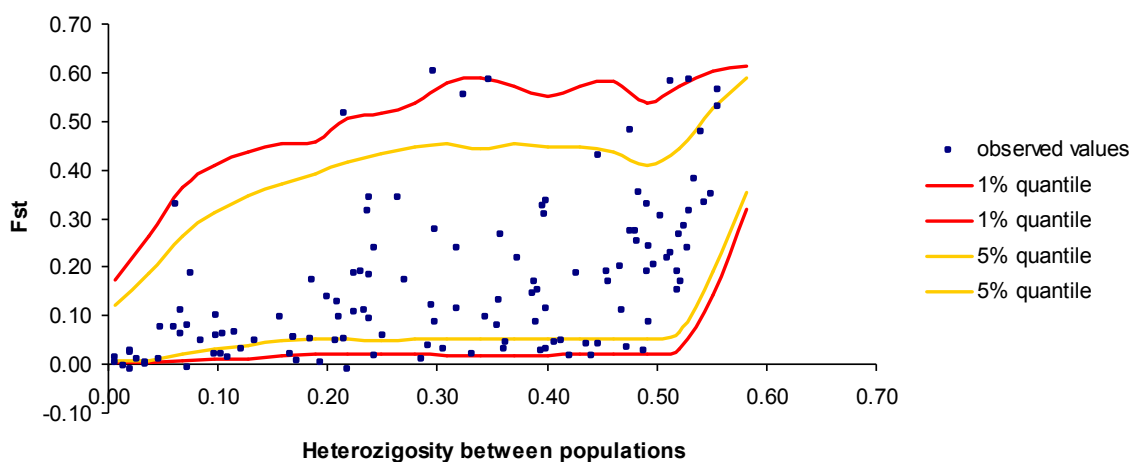 0.70
0.60
0.50
0.40
0.30
0.20
0.10
0.00
-0.10
Fst
0.00 0.10 0.20 0.30 0.40 0.50 0.60 0.70
Heterozigosity between populations
observed values
1% quantile
1% quantile
5% quantile
5% quantile